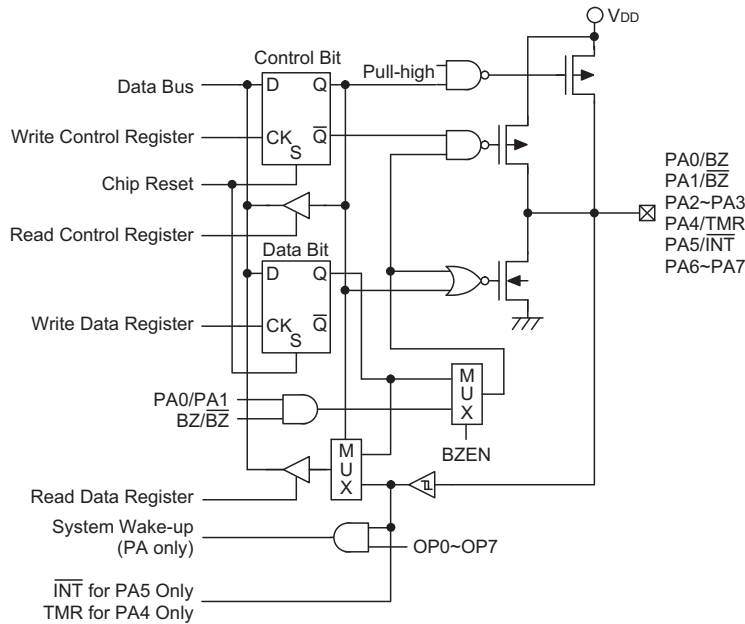 VDD
Control Bit
Pull-high
Data Bus
D
Q
Write Control Register
CK
Q̅
S
Chip Reset
Read Control Register
Data Bit
D
Q
Write Data Register
CK
Q̅
S
PA0/BZ
PA1/B̅Z̅
PA2~PA3
PA4/TMR
PA5/I̅N̅T̅
PA6~PA7
PA0/PA1
BZ/B̅Z̅
MUX
BZEN
MUX
Read Data Register
System Wake-up
(PA only)
OP0~OP7
I̅N̅T̅ for PA5 Only
TMR for PA4 Only